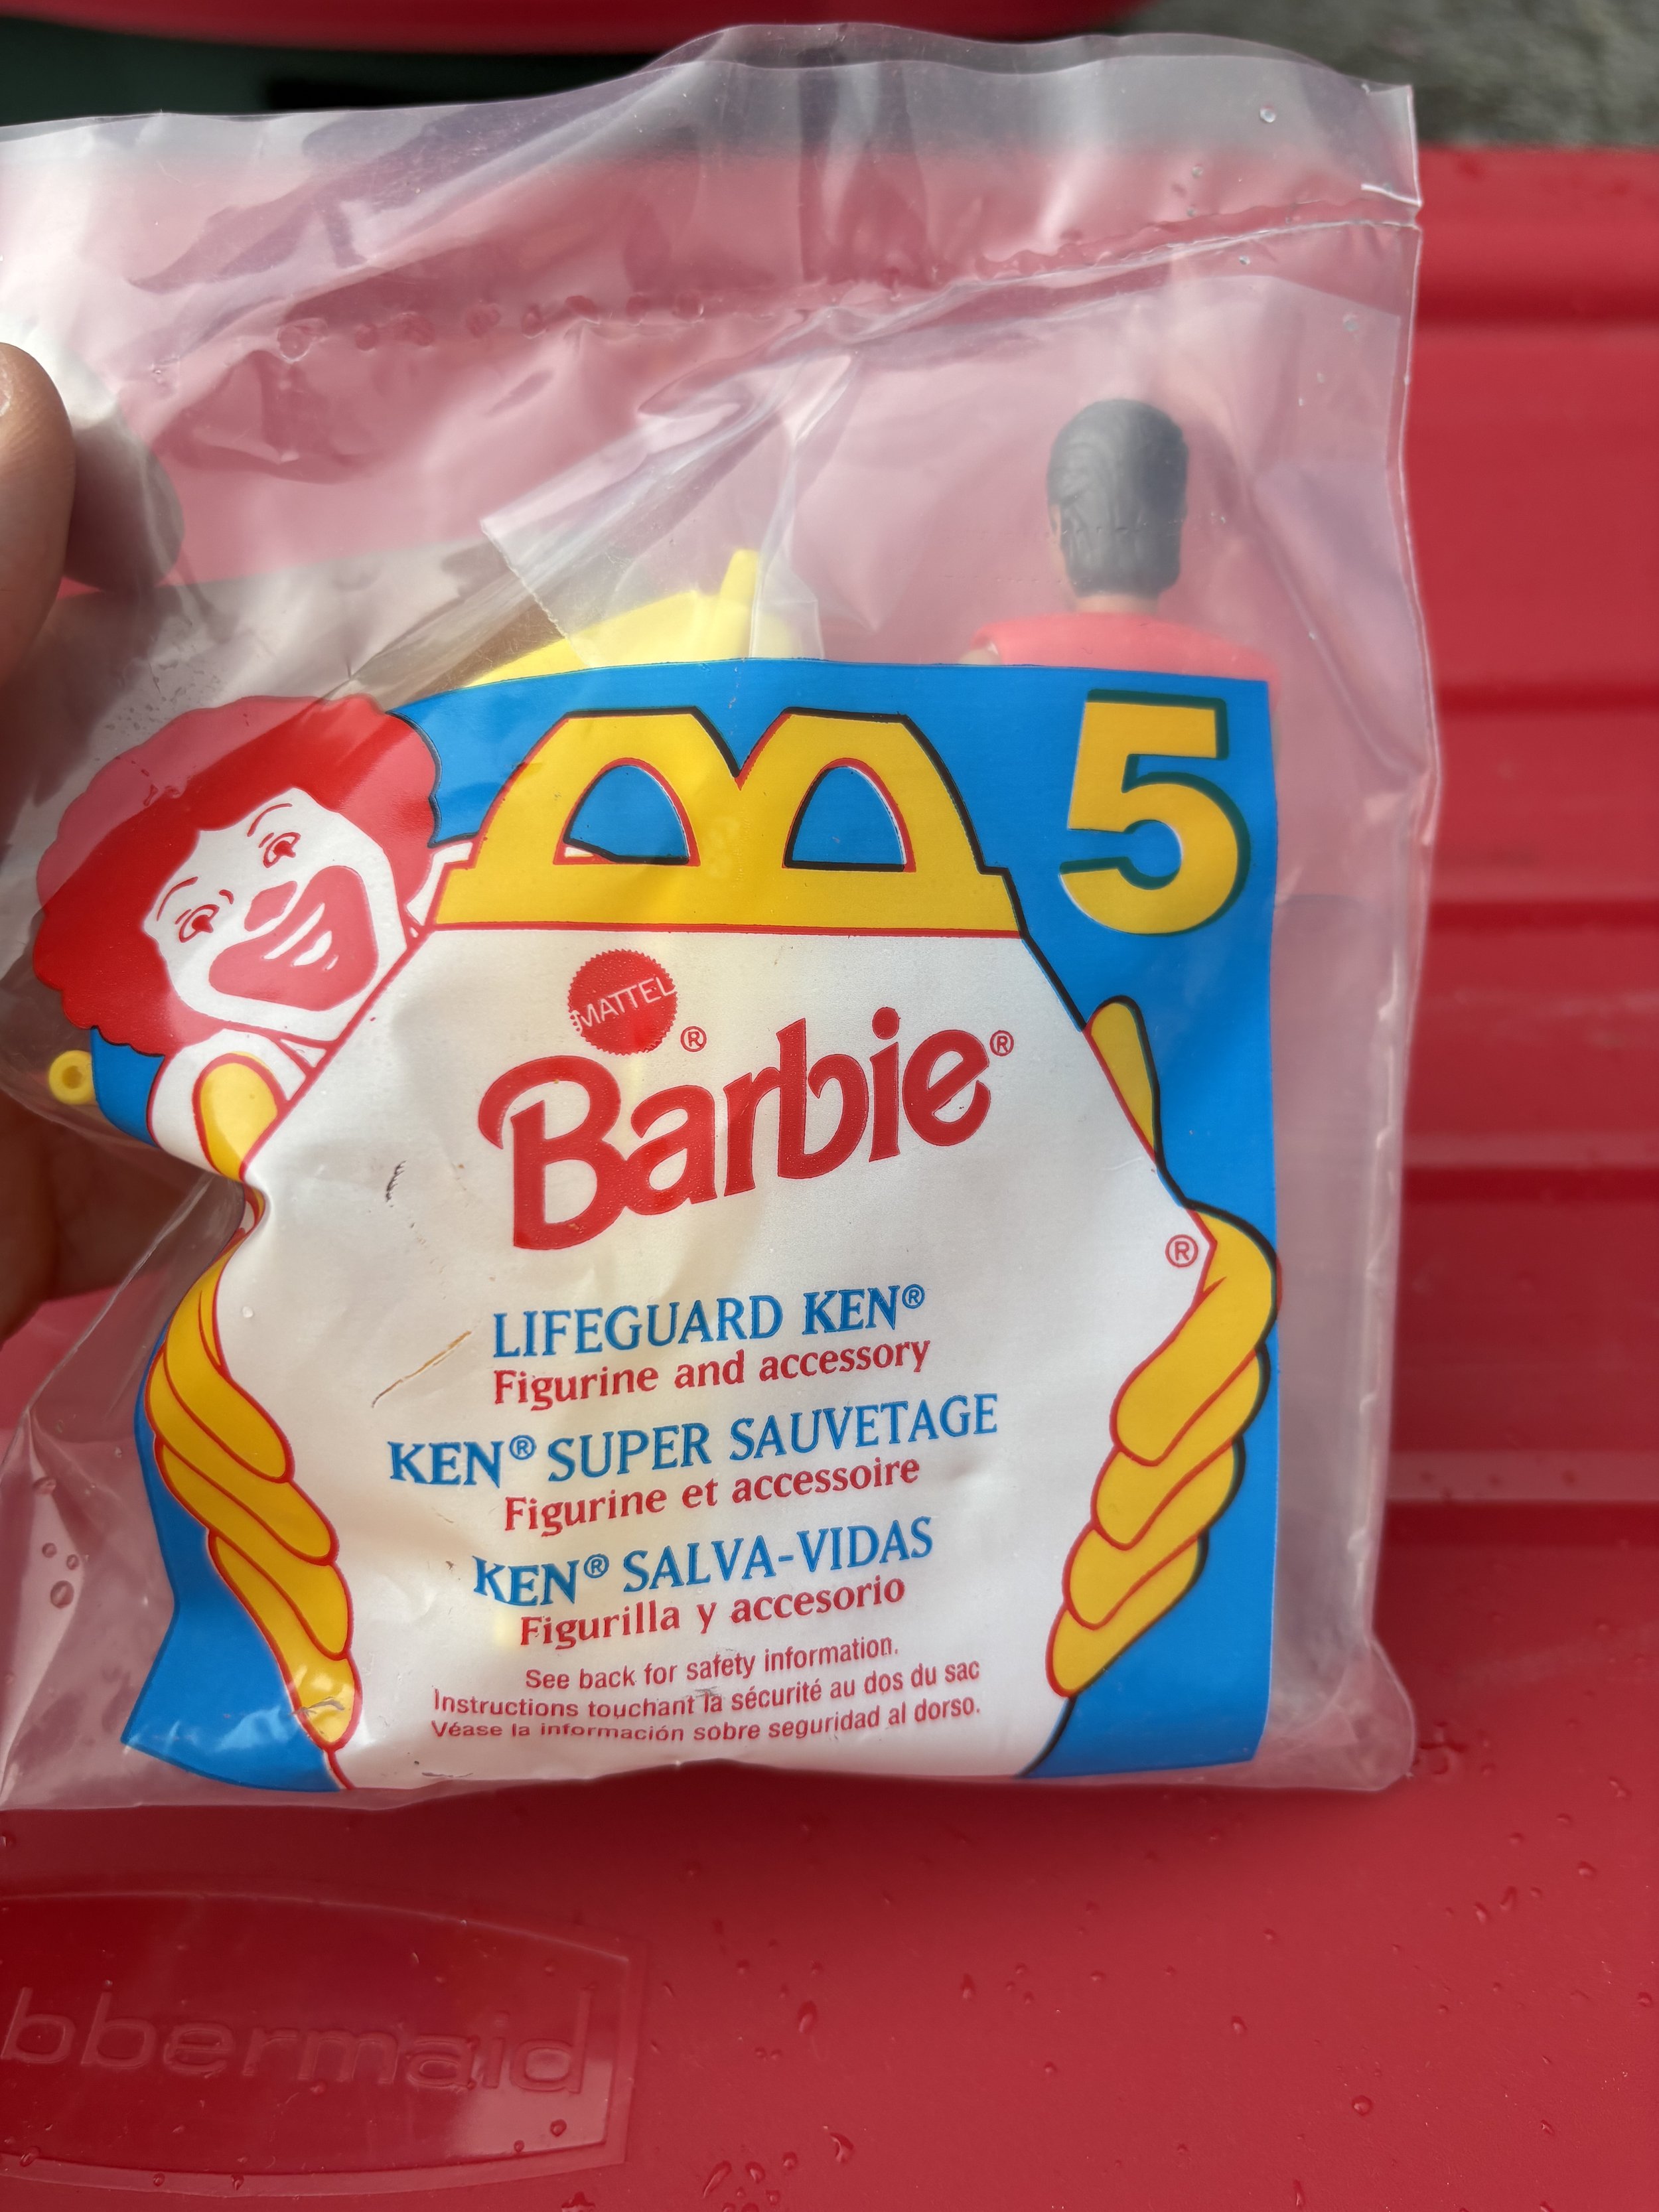 5
MATTEL®
Barbie®
®
LIFEGUARD KEN®
Figurine and accessory
KEN® SUPER SAUVETAGE
Figurine et accessoire
KEN® SALVA-VIDAS
Figurilla y accesorio
See back for safety information.
Instructions touchant la sécurité au dos du sac
Véase la información sobre seguridad al dorso.
bbermaid